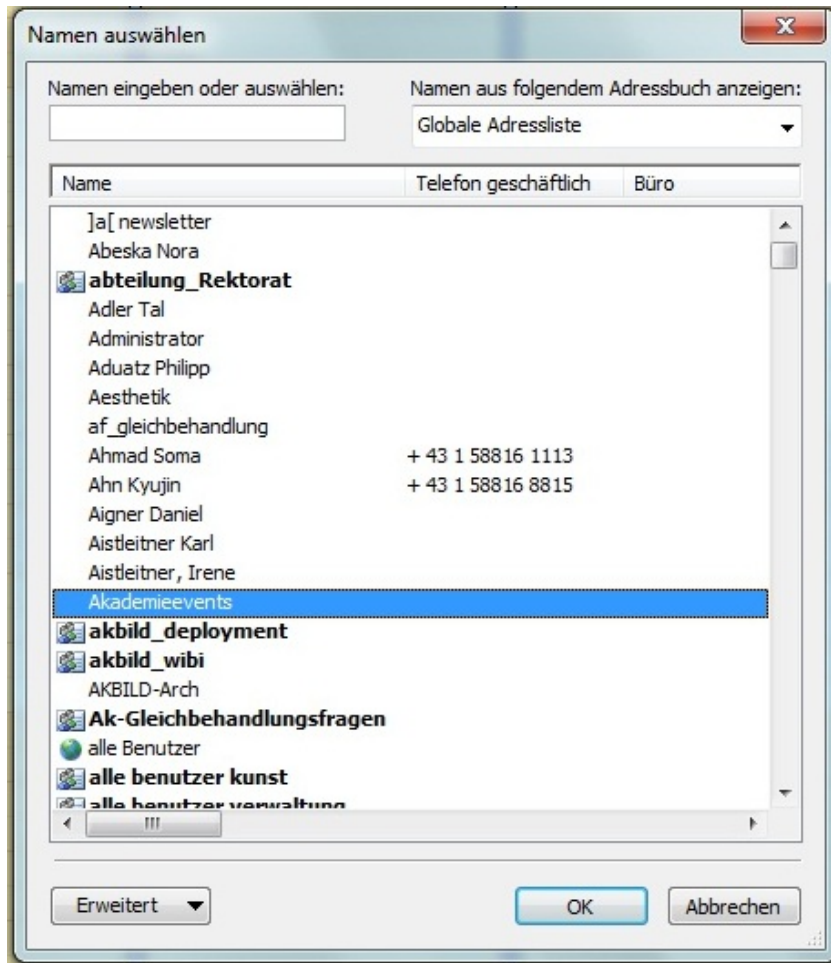 Namen auswählen
Namen eingeben oder auswählen: Namen aus folgendem Adressbuch anzeigen:
Globale Adressliste
Name Telefon geschäftlich Büro
]a[ newsletter
Abeska Nora
abteilung_Rektorat
Adler Tal
Administrator
Aduatz Philipp
Aesthetik
af_gleichbehandlung
Ahmad Soma + 43 1 58816 1113
Ahn Kyujin + 43 1 58816 8815
Aigner Daniel
Aistleitner Karl
Aistleitner, Irene
Akademieevents
akbild_deployment
akbild_wibi
AKBILD-Arch
Ak-Gleichbehandlungsfragen
alle Benutzer
alle benutzer kunst
alle benutzer verwaltung
Erweitert OK Abbrechen